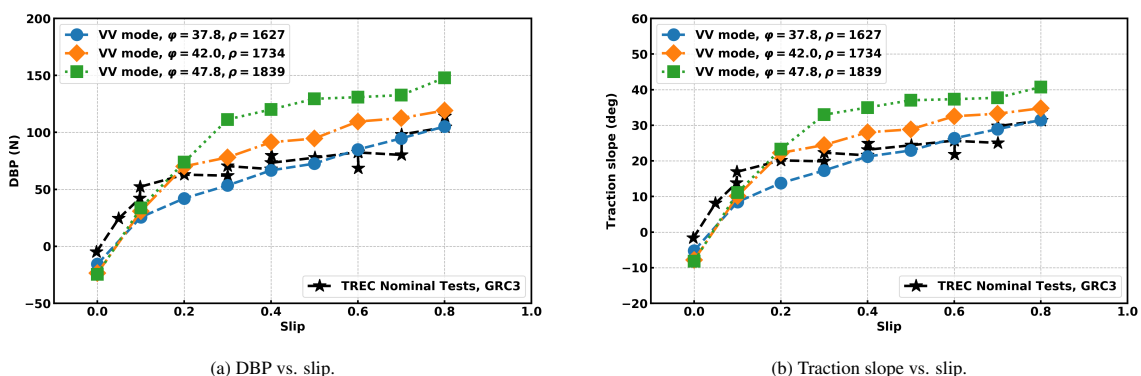 200
150
100
50
0
−50
DBP (N)
VV mode, φ = 37.8, ρ = 1627
VV mode, φ = 42.0, ρ = 1734
VV mode, φ = 47.8, ρ = 1839
TREC Nominal Tests, GRC3
0.0 0.2 0.4 0.6 0.8 1.0
Slip
(a) DBP vs. slip.
60
50
40
30
20
10
0
−10
−20
Traction slope (deg)
VV mode, φ = 37.8, ρ = 1627
VV mode, φ = 42.0, ρ = 1734
VV mode, φ = 47.8, ρ = 1839
TREC Nominal Tests, GRC3
0.0 0.2 0.4 0.6 0.8 1.0
Slip
(b) Traction slope vs. slip.